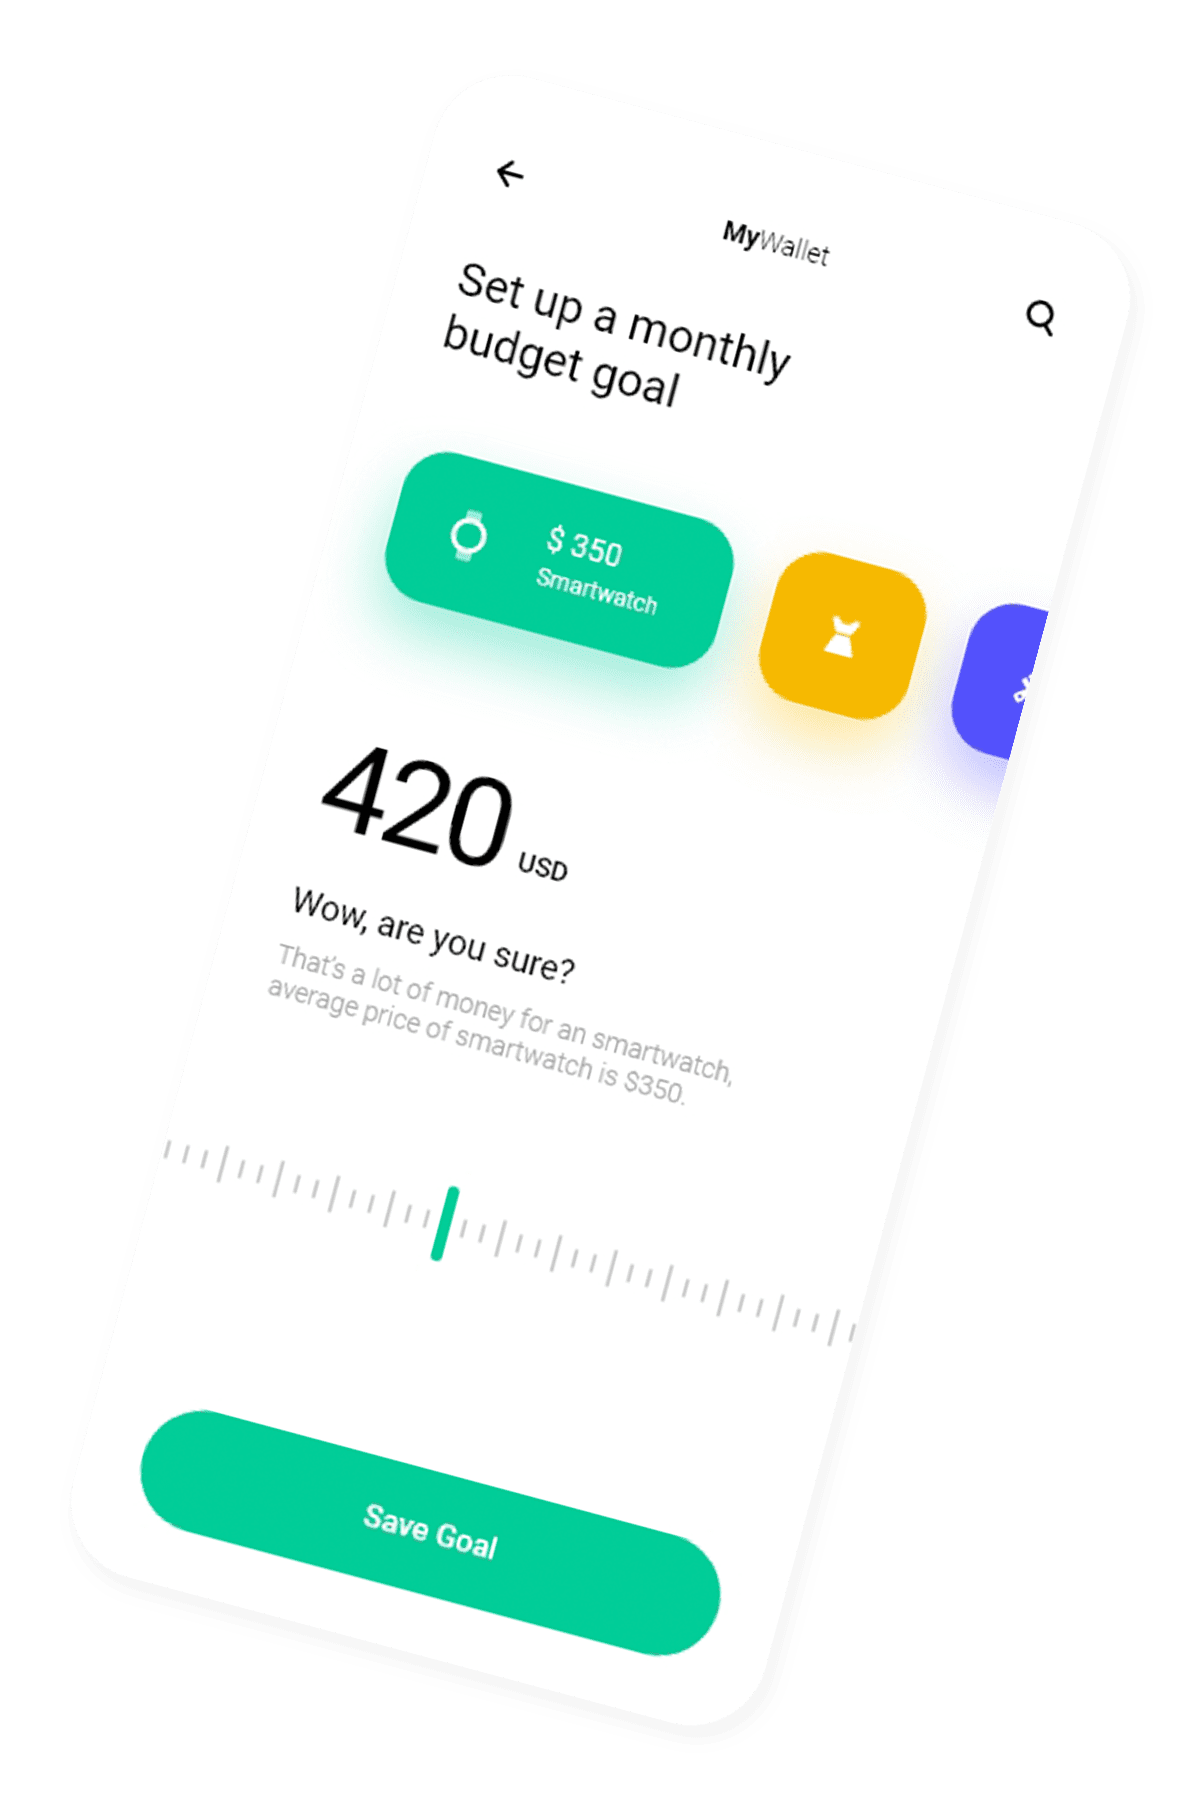 MyWallet
Set up a monthly
budget goal
$ 350
Smartwatch
420 USD
Wow, are you sure?
That's a lot of money for an smartwatch,
average price of smartwatch is $350.
Save Goal